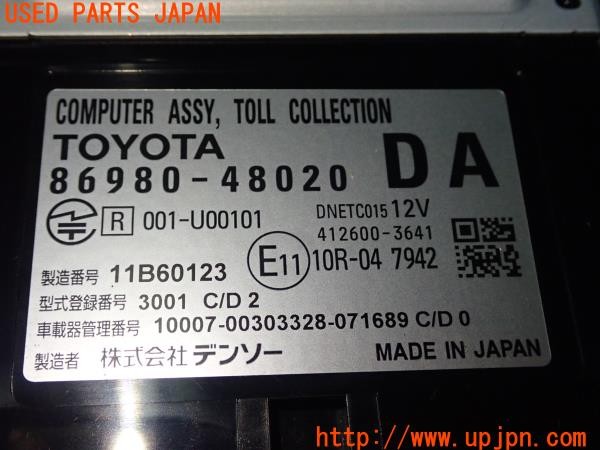 USED PARTS JAPAN
COMPUTER ASSY, TOLL COLLECTION
TOYOTA
86980-48020 DA
R 001-U00101 DNETC015 12V
412600-3641
E11 10R-04 7942
製造番号 11B60123
型式登録番号 3001 C/D 2
車載器管理番号 10007-00303328-071689 C/D 0
製造者 株式会社デンソー MADE IN JAPAN
http://www.upjpn.com/